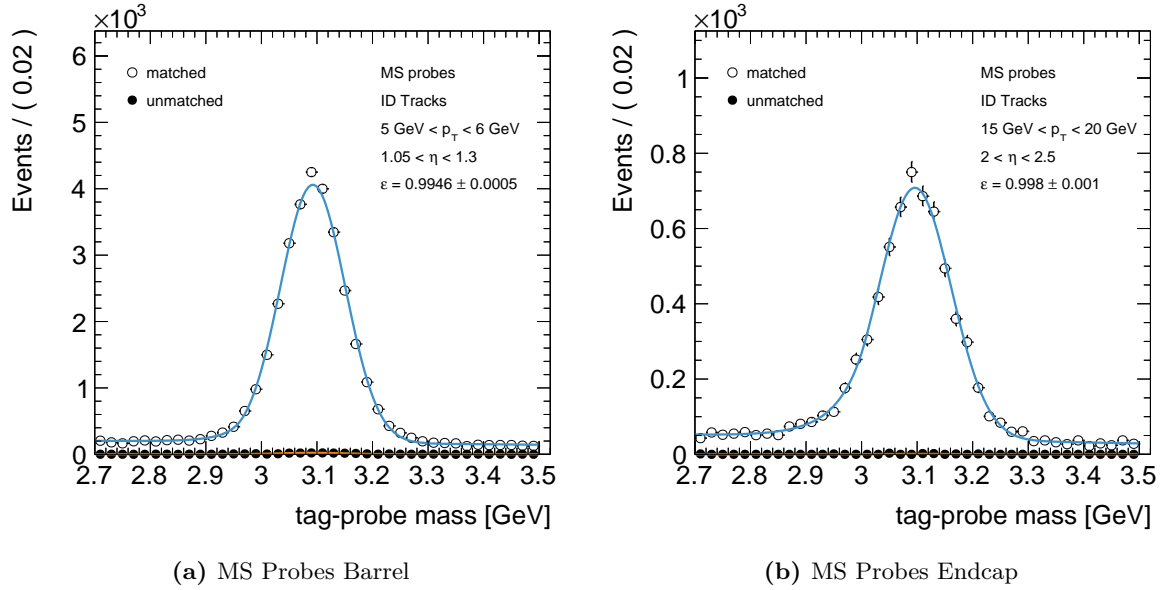 ×10³
Events / ( 0.02 )
6
5
4
3
2
1
0
matched
unmatched
MS probes
ID Tracks
5 GeV < p_T < 6 GeV
1.05 < η < 1.3
ε = 0.9946 ± 0.0005
2.7 2.8 2.9 3 3.1 3.2 3.3 3.4 3.5
tag-probe mass [GeV]
(a) MS Probes Barrel
×10³
Events / ( 0.02 )
1
0.8
0.6
0.4
0.2
0
matched
unmatched
MS probes
ID Tracks
15 GeV < p_T < 20 GeV
2 < η < 2.5
ε = 0.998 ± 0.001
2.7 2.8 2.9 3 3.1 3.2 3.3 3.4 3.5
tag-probe mass [GeV]
(b) MS Probes Endcap